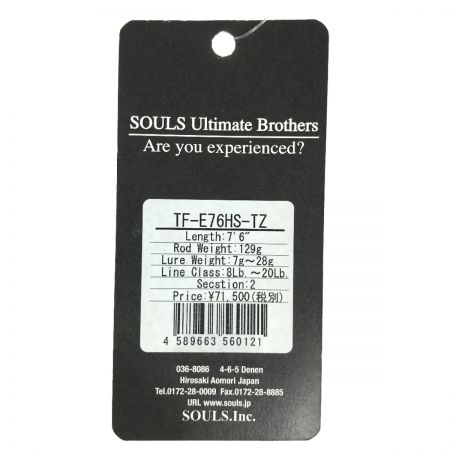 SOULS Ultimate Brothers
Are you experienced?
TF-E76HS-TZ
Length:7'6"
Rod Weight:129g
Lure Weight:7g～28g
Line Class:8Lb.～20Lb.
Secstion:2
Price:¥71,500(税別)
4 589663 560121
036-8086 4-6-5 Denen
Hirosaki Aomori Japan
Tel.0172-28-0009 Fax.0172-28-8885
URL www.souls.jp
SOULS.Inc.